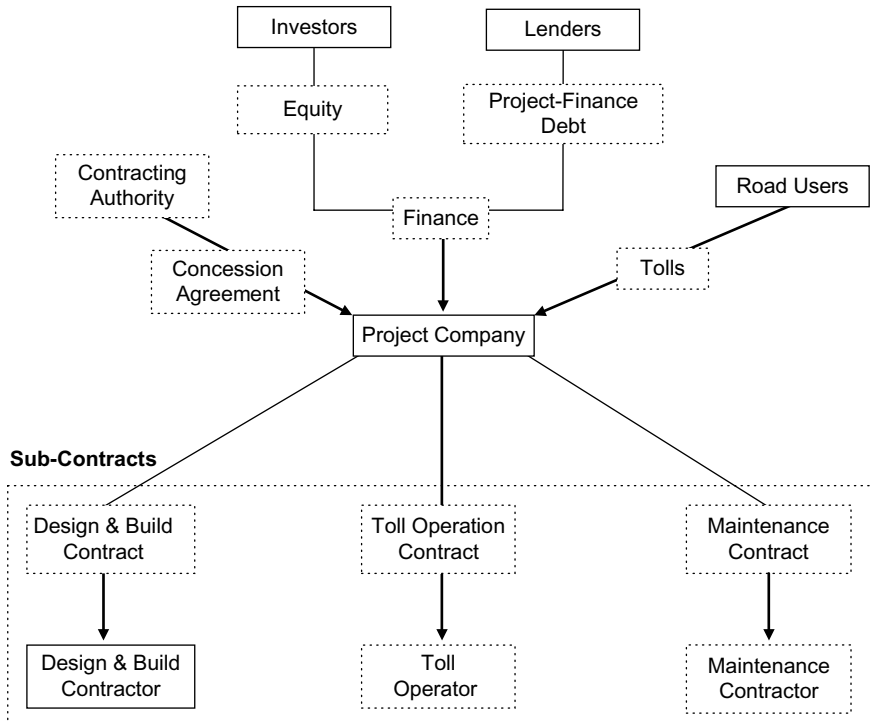 Investors
Lenders
Equity
Project-Finance
Debt
Contracting
Authority
Road Users
Finance
Concession
Agreement
Tolls
Project Company
Sub-Contracts
Design & Build
Contract
Toll Operation
Contract
Maintenance
Contract
Design & Build
Contractor
Toll
Operator
Maintenance
Contractor